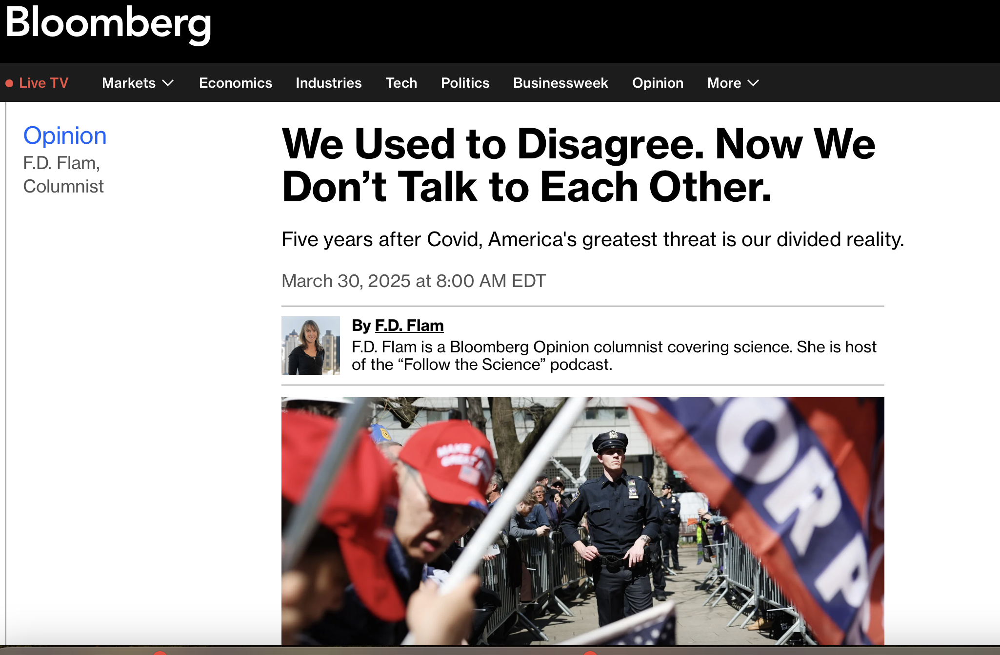 Bloomberg
Live TV
Markets
Economics
Industries
Tech
Politics
Businessweek
Opinion
More
Opinion
F.D. Flam,
Columnist
We Used to Disagree. Now We
Don’t Talk to Each Other.
Five years after Covid, America's greatest threat is our divided reality.
March 30, 2025 at 8:00 AM EDT
By F.D. Flam
F.D. Flam is a Bloomberg Opinion columnist covering science. She is host
of the “Follow the Science” podcast.
MAKE
GREAT